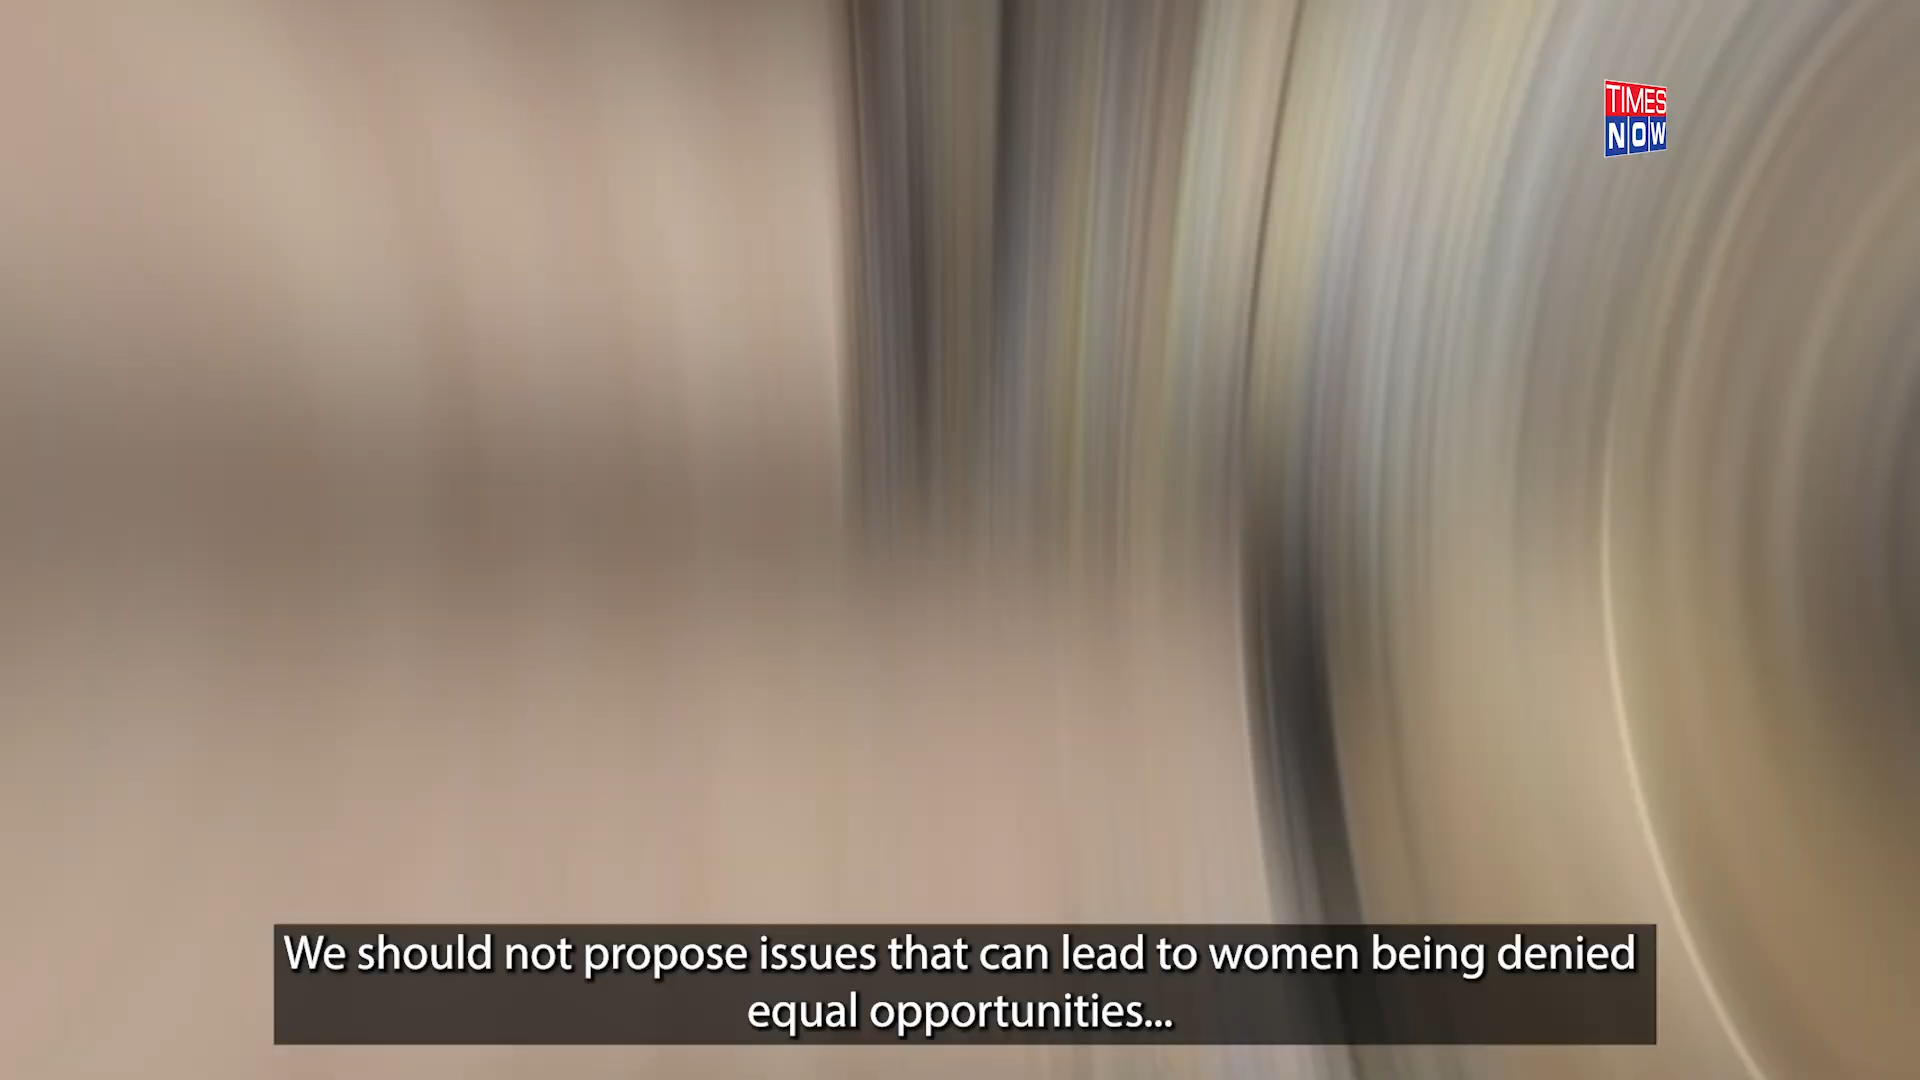 TIMES
NOW
We should not propose issues that can lead to women being denied
equal opportunities...